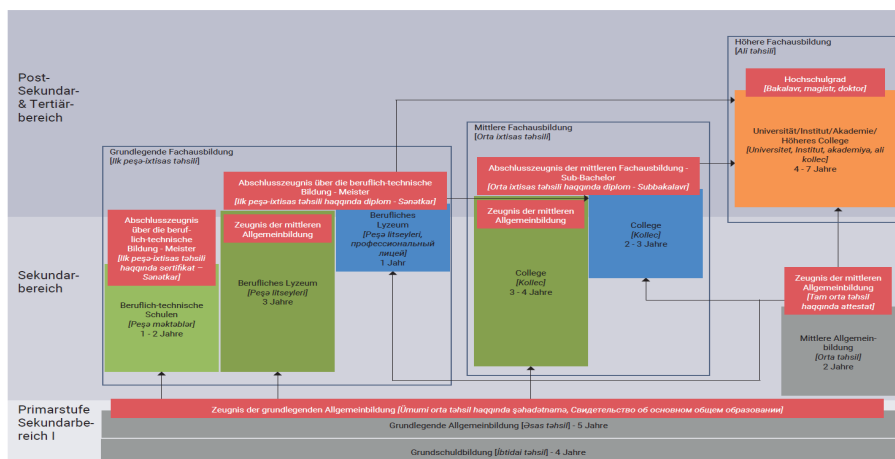 Post-
Sekundar-
& Tertiär-
bereich
Höhere Fachausbildung
[Ali təhsili]
Hochschulgrad
[Bakalavr, magistr, doktor]
Universität/Institut/Akademie/
Höheres College
[Universitet, Institut, akademiya, ali
kollec]
4 - 7 Jahre
Grundlegende Fachausbildung
[Ilk peşə-ixtisas təhsili]
Mittlere Fachausbildung
[Orta ixtisas təhsili]
Abschlusszeugnis über die beruflich-technische
Bildung - Meister
[Ilk peşə-ixtisas təhsili haqqında diplom - Sənətkar]
Abschlusszeugnis der mittleren Fachausbildung -
Sub-Bachelor
[Orta ixtisas təhsili haqqında diplom - Subbakalavr]
Sekundar-
bereich
Abschlusszeugnis
über die beruf-
lich-technische
Bildung - Meister
[Ilk peşə-ixtisas təhsili
haqqında sertifikat –
Sənətkar]
Beruflich-technische
Schulen
[Peşə məktəblər]
1 - 2 Jahre
Zeugnis der mittleren
Allgemeinbildung
Berufliches Lyzeum
[Peşə litseyleri]
3 Jahre
Berufliches
Lyzeum
[Peşə litseyleri,
профессиональный
лицей]
1 Jahr
Zeugnis der mittleren
Allgemeinbildung
College
[Kollec]
3 - 4 Jahre
College
[Kollec]
2 - 3 Jahre
Zeugnis der mittleren
Allgemeinbildung
[Tam orta təhsil
haqqında attestat]
Mittlere Allgemein-
bildung
[Orta təhsil]
2 Jahre
Primarstufe
Sekundarbe-
reich I
Zeugnis der grundlegenden Allgemeinbildung [Ümumi orta təhsil haqqında şəhadətnamə, Свидетельство об основном общем образовании]
Grundlegende Allgemeinbildung [Əsas təhsil] - 5 Jahre
Grundschuldbildung [İbtidai təhsil] - 4 Jahre